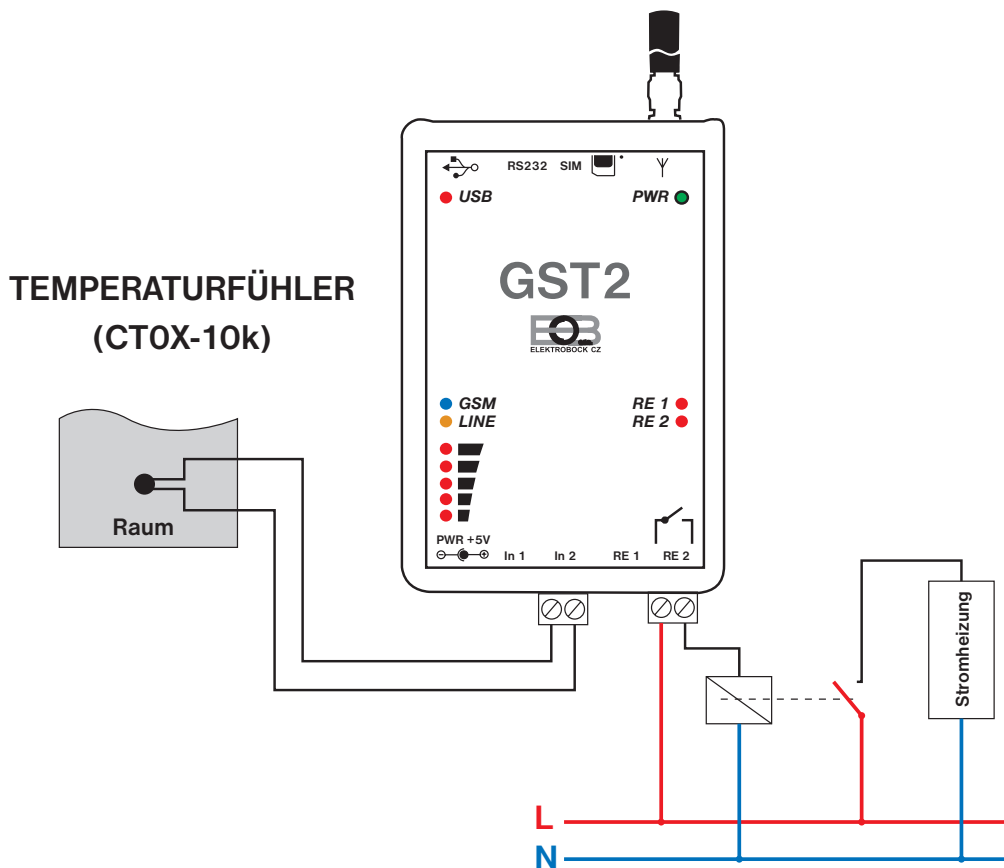 RS232 SIM
USB PWR
TEMPERATURFÜHLER
(CT0X-10k)
GST2
ELEKTROBOCK CZ
GSM RE 1
LINE RE 2
Raum
PWR +5V
In 1 In 2 RE 1 RE 2
Stromheizung
L
N